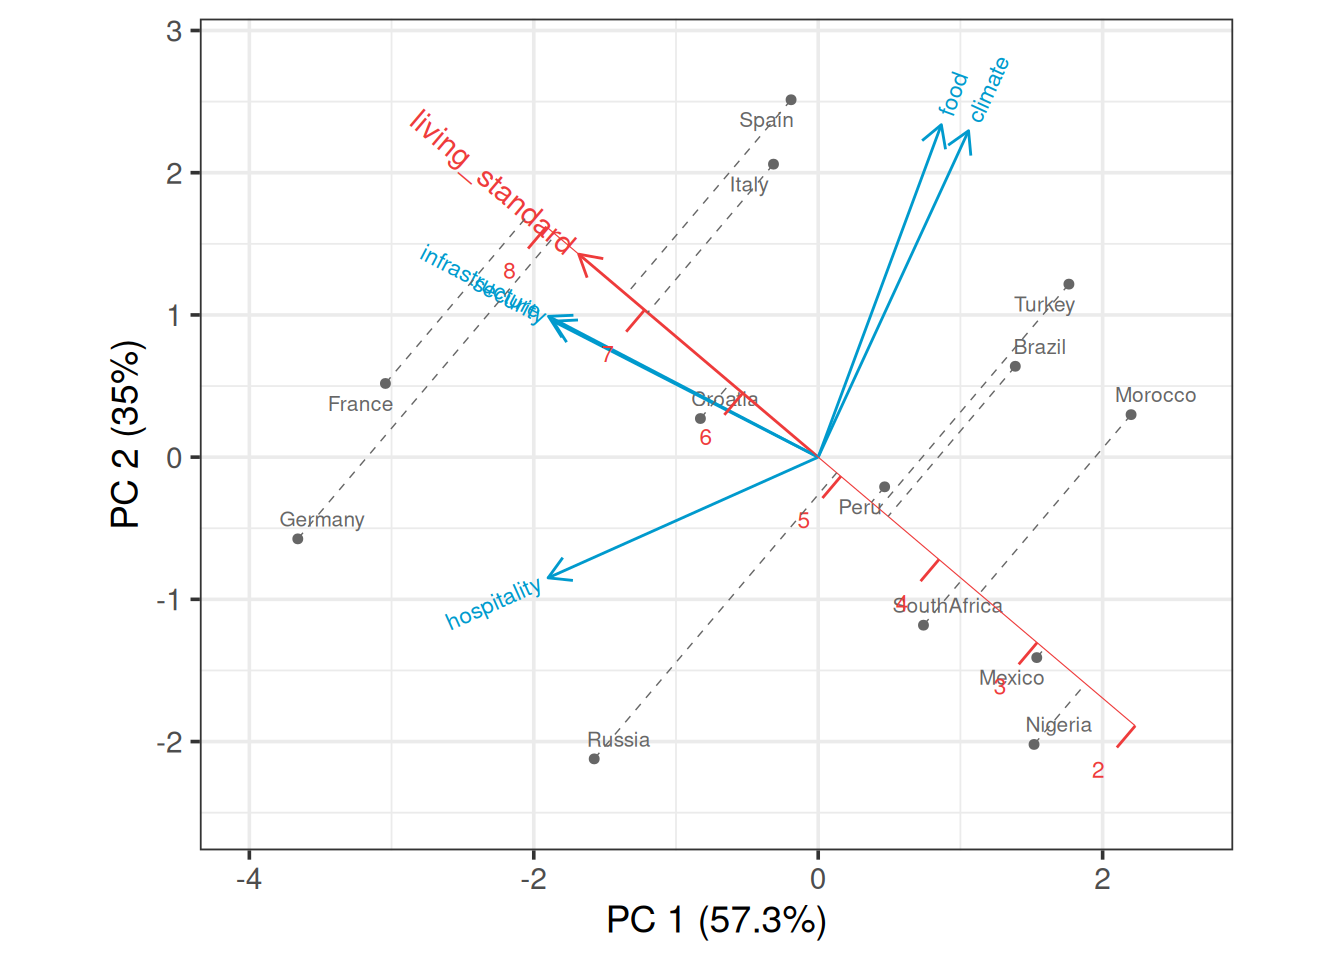 3
2
1
0
-1
-2
PC 2 (35%)
-4
-2
0
2
PC 1 (57.3%)
food
climate
living_standard
infrastructure
security
hospitality
Spain
Italy
Turkey
Brazil
Morocco
Croatia
France
Germany
Peru
SouthAfrica
Mexico
Nigeria
Russia
8
7
6
5
4
3
2